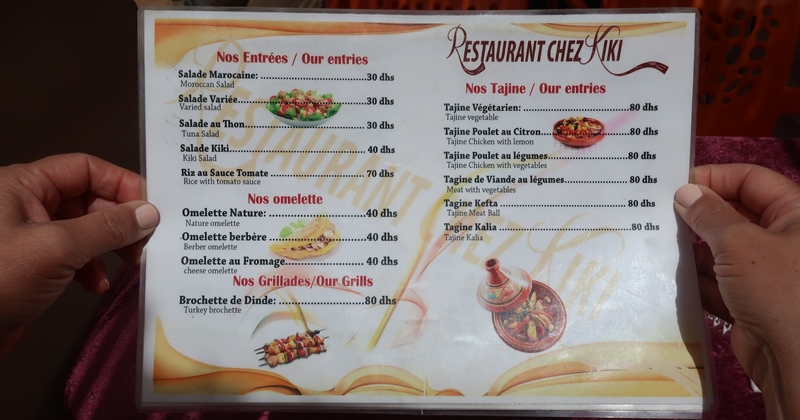 Nos Entrées / Our entries
Salade Marocaine: ........................30 dhs
Moroccan Salad
Salade Variée................................30 dhs
Varied salad
Salade au Thon..............................30 dhs
Tuna Salad
Salade Kiki.................................... 40 dhs
Kiki Salad
Riz au Sauce Tomate ..................... 70 dhs
Rice with tomato sauce
Nos omelette
Omelette Nature: ..........................40 dhs
Nature omelette
Omelette berbère ..........................40 dhs
Berber omelette
Omelette au Fromage.....................40 dhs
cheese omelette
Nos Grillades/Our Grills
Brochette de Dinde: .......................80 dhs
Turkey brochette
RESTAURANT CHEZ KIKI
Nos Tajine / Our entries
Tajine Végétarien: ...........................80 dhs
Tajine vegetable
Tajine Poulet au Citron.....................80 dhs
Tajine Chicken with lemon
Tajine Poulet au légumes...................80 dhs
Tajine Chicken with vegetables
Tagine de Viande au légumes.............80 dhs
Meat with vegetables
Tagine Kefta ................................... 80 dhs
Tajine Meat Ball
Tagine Kalia ....................................80 dhs
Tajine Kalia
RESTAURANT CHEZ KIKI